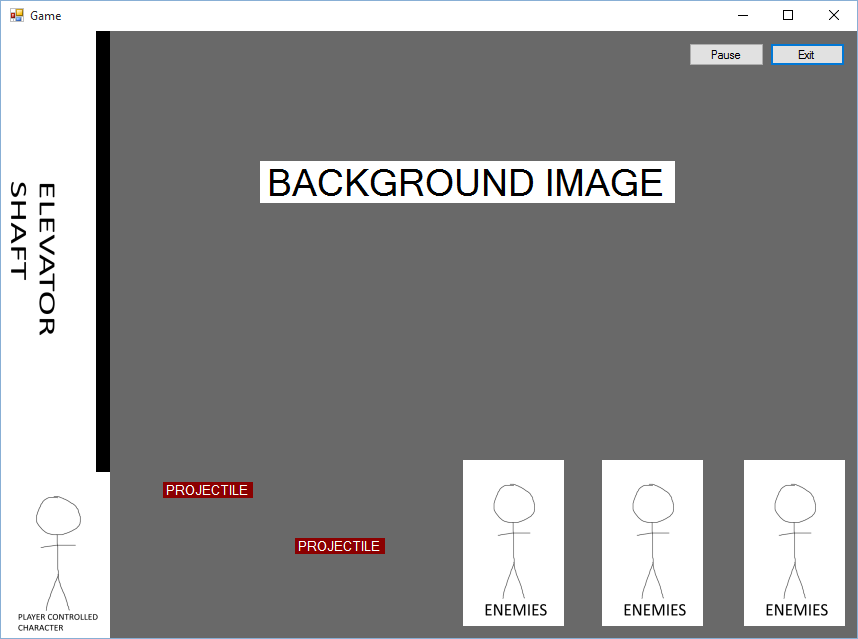 Game
Pause
Exit
BACKGROUND IMAGE
ELEVATOR
SHAFT
PROJECTILE
PROJECTILE
ENEMIES
ENEMIES
ENEMIES
PLAYER CONTROLLED
CHARACTER